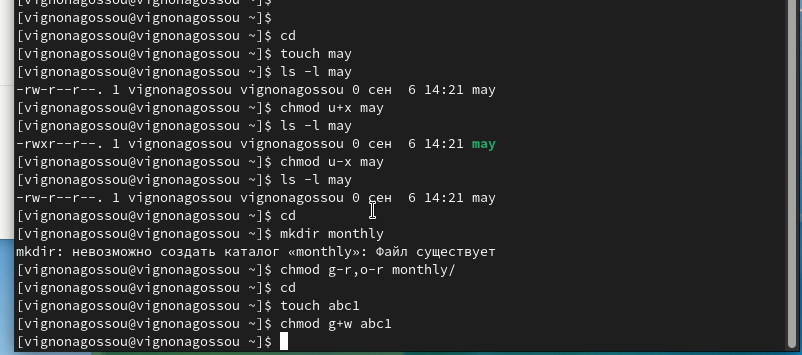 [vignonagossou@vignonagossou ~]$
[vignonagossou@vignonagossou ~]$ cd
[vignonagossou@vignonagossou ~]$ touch may
[vignonagossou@vignonagossou ~]$ ls -l may
-rw-r--r--. 1 vignonagossou vignonagossou 0 сен  6 14:21 may
[vignonagossou@vignonagossou ~]$ chmod u+x may
[vignonagossou@vignonagossou ~]$ ls -l may
-rwxr--r--. 1 vignonagossou vignonagossou 0 сен  6 14:21 may
[vignonagossou@vignonagossou ~]$ chmod u-x may
[vignonagossou@vignonagossou ~]$ ls -l may
-rw-r--r--. 1 vignonagossou vignonagossou 0 сен  6 14:21 may
[vignonagossou@vignonagossou ~]$ cd
[vignonagossou@vignonagossou ~]$ mkdir monthly
mkdir: невозможно создать каталог «monthly»: Файл существует
[vignonagossou@vignonagossou ~]$ chmod g-r,o-r monthly/
[vignonagossou@vignonagossou ~]$ cd
[vignonagossou@vignonagossou ~]$ touch abc1
[vignonagossou@vignonagossou ~]$ chmod g+w abc1
[vignonagossou@vignonagossou ~]$